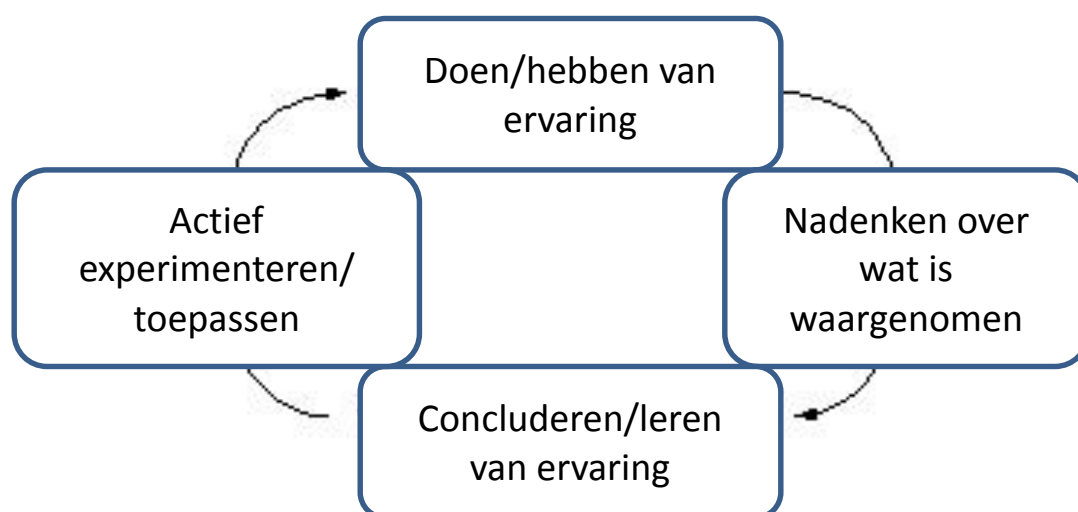 Doen/hebben van
ervaring
Actief
experimenteren/
toepassen
Nadenken over
wat is
waargenomen
Concluderen/leren
van ervaring